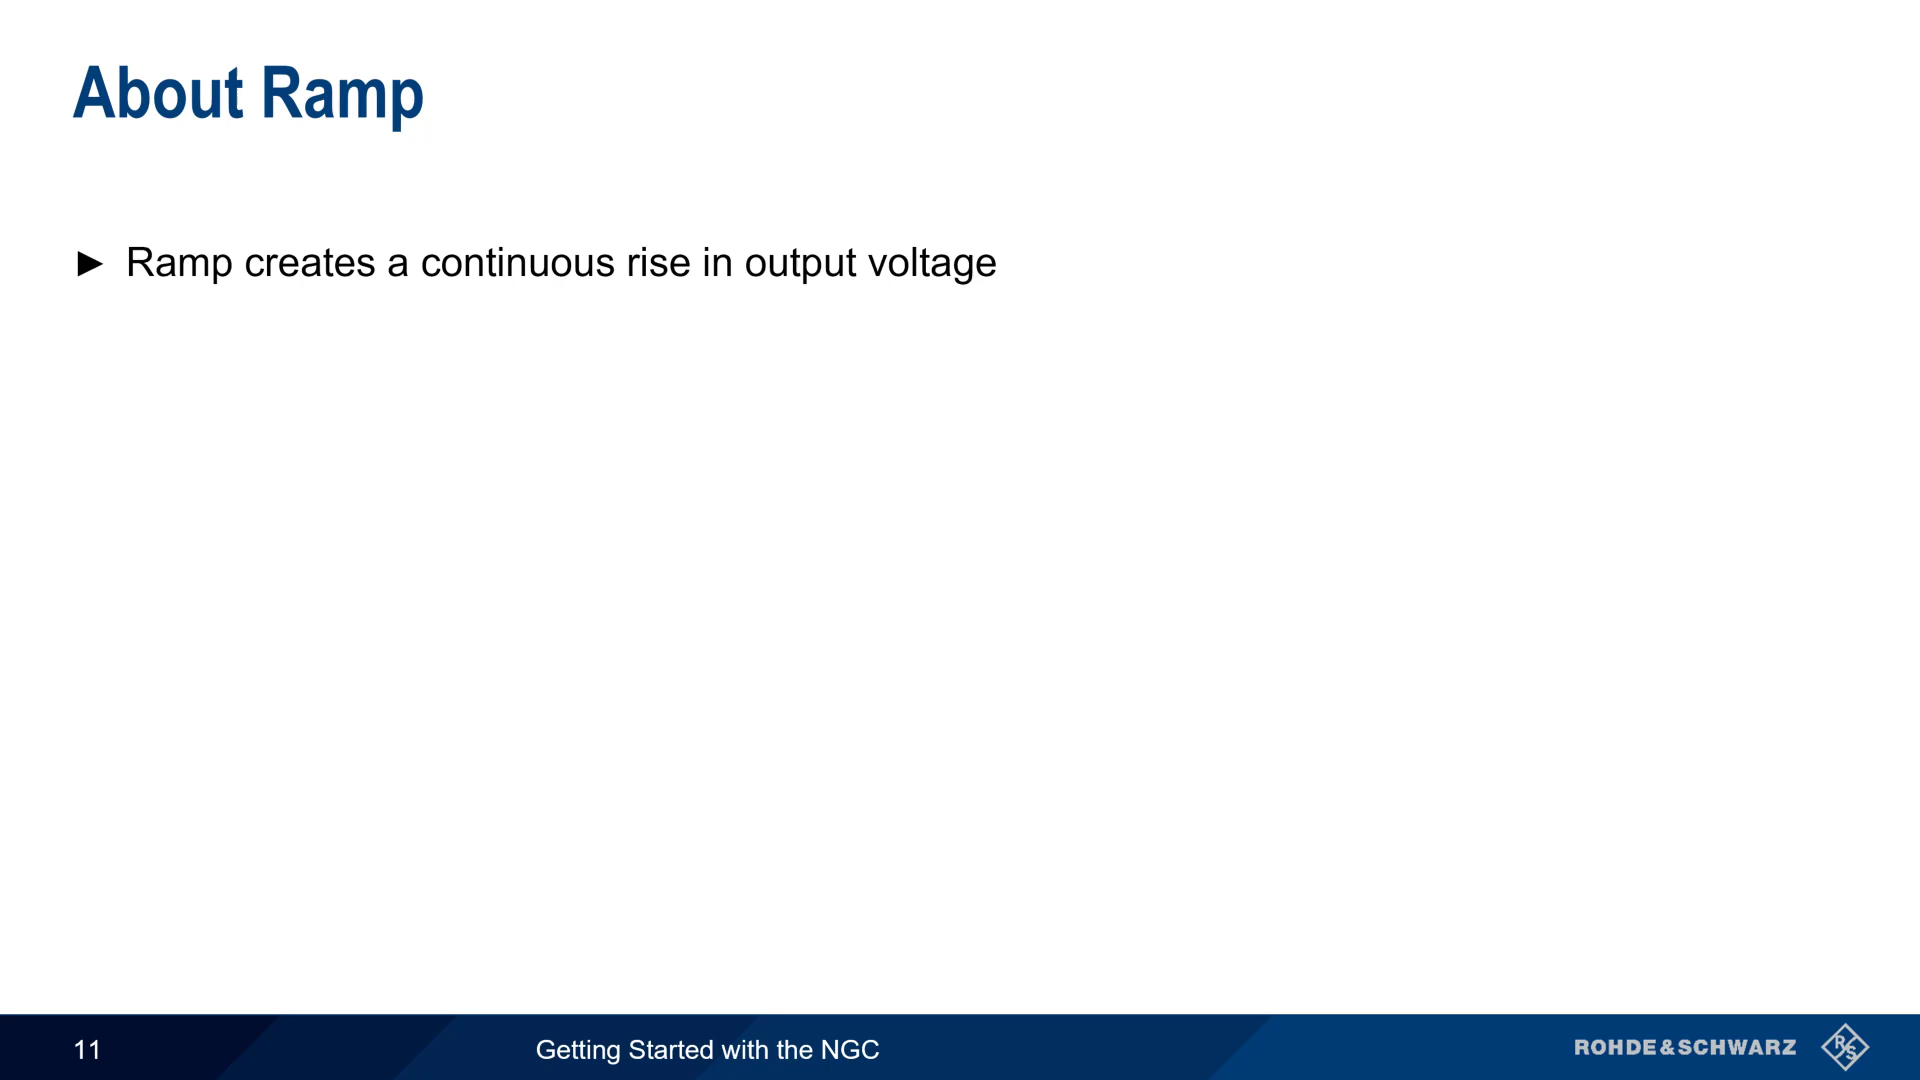 About Ramp
► Ramp creates a continuous rise in output voltage
11
Getting Started with the NGC
ROHDE&SCHWARZ
R&S